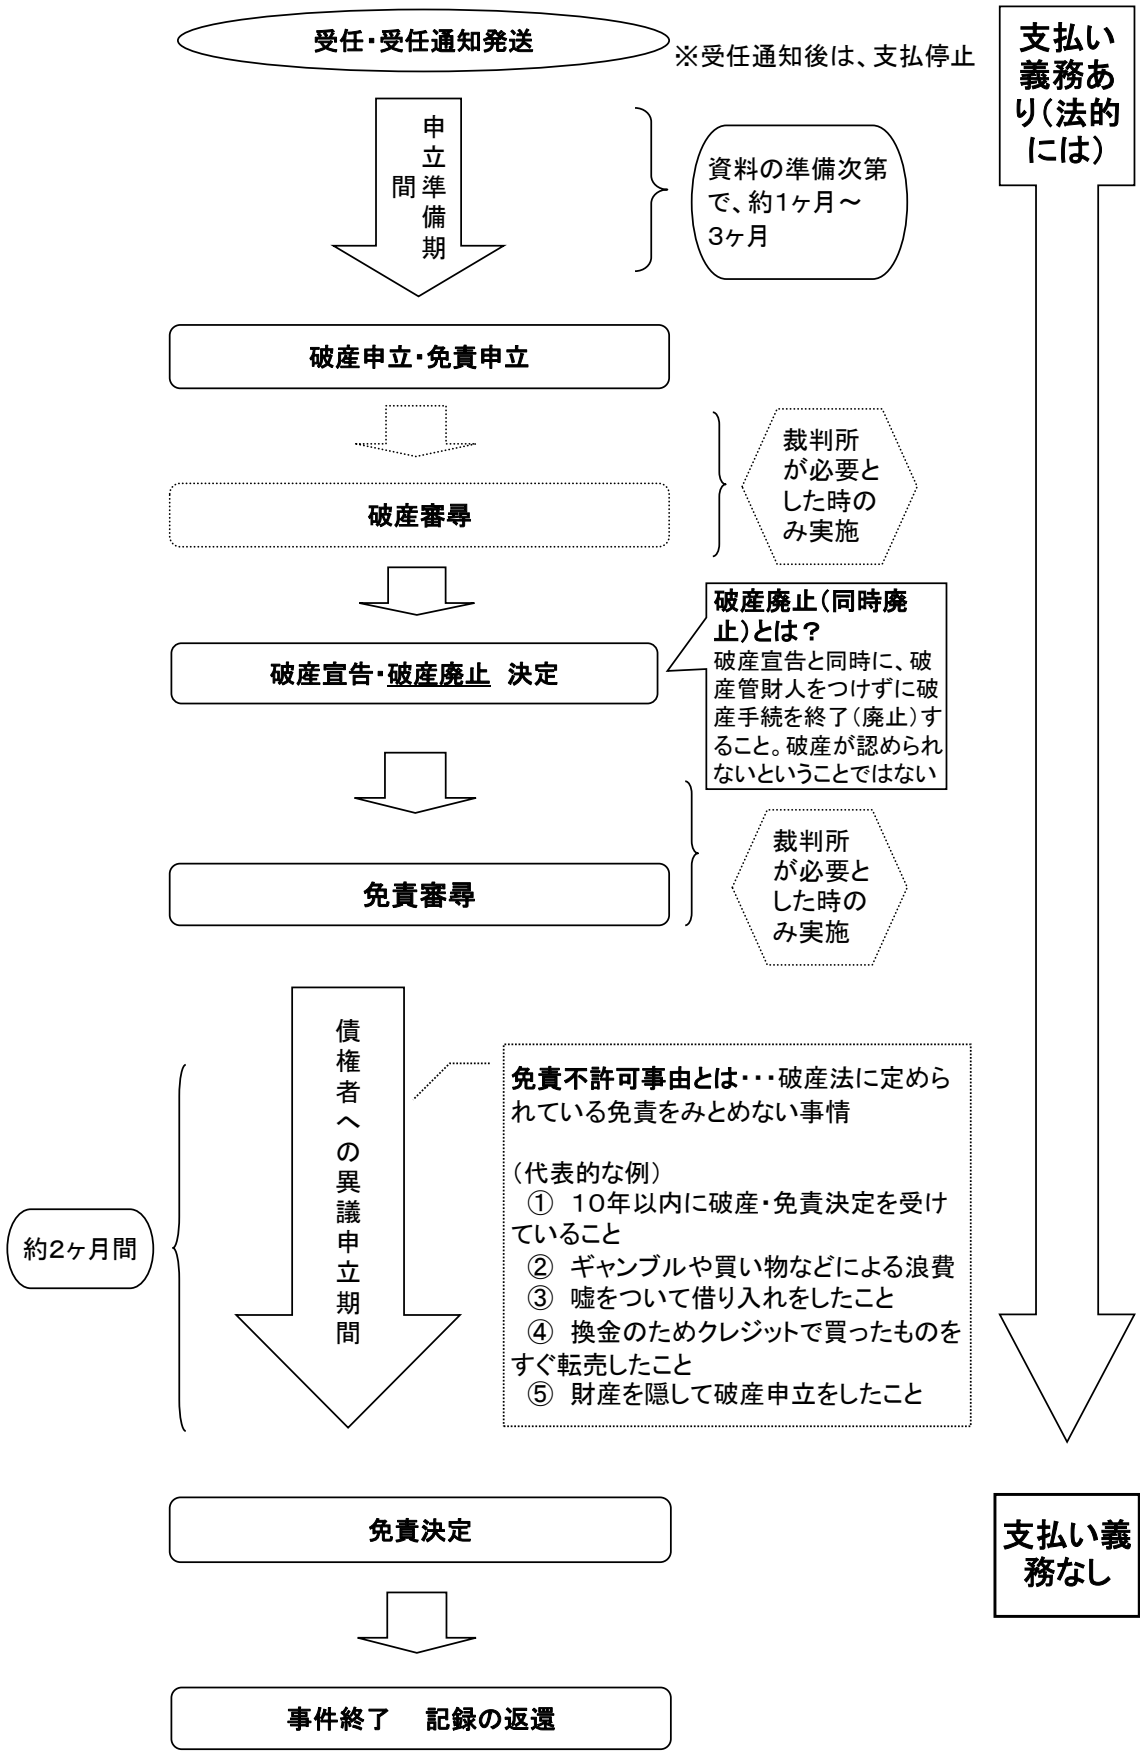 受任・受任通知発送
※受任通知後は、支払停止
支払い
義務あ
り（法的
には）
申立準備期
間
資料の準備次第
で、約１ヶ月～
３ヶ月
破産申立・免責申立
裁判所
が必要と
した時の
み実施
破産審尋
破産廃止（同時廃
止）とは？
破産宣告と同時に、破
産管財人をつけずに破
産手続を終了（廃止）す
ること。破産が認められ
ないということではない
破産宣告・破産廃止　決定
裁判所
が必要と
した時の
み実施
免責審尋
債権者への異議申立期間
約２ヶ月間
免責不許可事由とは・・・破産法に定めら
れている免責をみとめない事情
（代表的な例）
①　１０年以内に破産・免責決定を受け
ていること
②　ギャンブルや買い物などによる浪費
③　嘘をついて借り入れをしたこと
④　換金のためクレジットで買ったものを
すぐ転売したこと
⑤　財産を隠して破産申立をしたこと
免責決定
支払い義
務なし
事件終了　記録の返還